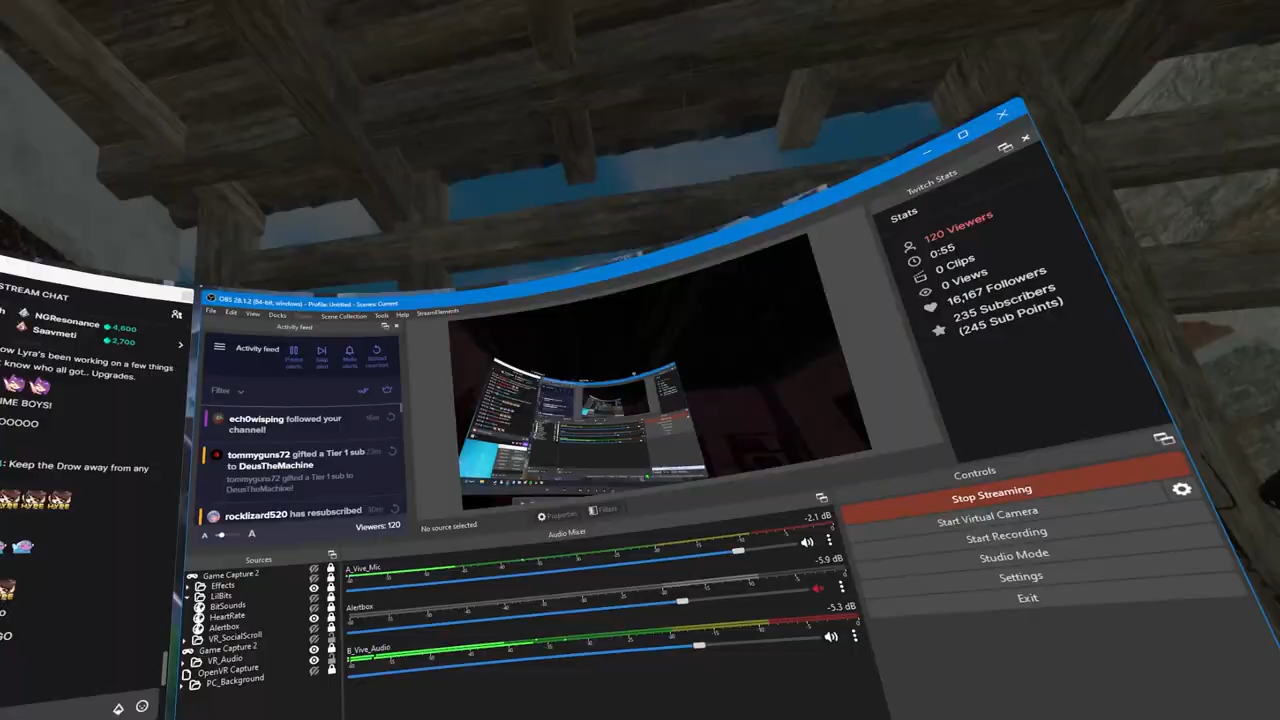 STREAM CHAT
NGResonance 4,600
Saavmeti 2,700
ow Lyra's been working on a few things
know who all got.. Upgrades.
IME BOYS!
OOOOO
: Keep the Drow away from any
GO
OBS 28.1.2 (64-bit, windows) - Profile: Untitled - Scenes: Current
File Edit View Docks Scene Collection Tools Help StreamElements
Activity feed
Activity feed
Filter
ech0wisping followed your
channel!
tommyguns72 gifted a Tier 1 sub
to DeusTheMachine
tommyguns72 gifted a Tier 1 sub to
DeusTheMachine!
rocklizard520 has resubscribed
A A Viewers: 120
No source selected
Properties Filters
Twitch Stats
Stats
120 Viewers
0:55
0 Clips
0 Views
16,167 Followers
235 Subscribers
(245 Sub Points)
Sources
Game Capture 2
Effects
LilBits
BitSounds
HeartRate
Alertbox
VR_SocialScroll
Game Capture 2
VR_Audio
OpenVR Capture
PC_Background
Audio Mixer
A_Vive_Mic -2.1 dB
Alertbox -5.9 dB
B_Vive_Audio -5.3 dB
Controls
Stop Streaming
Start Virtual Camera
Start Recording
Studio Mode
Settings
Exit